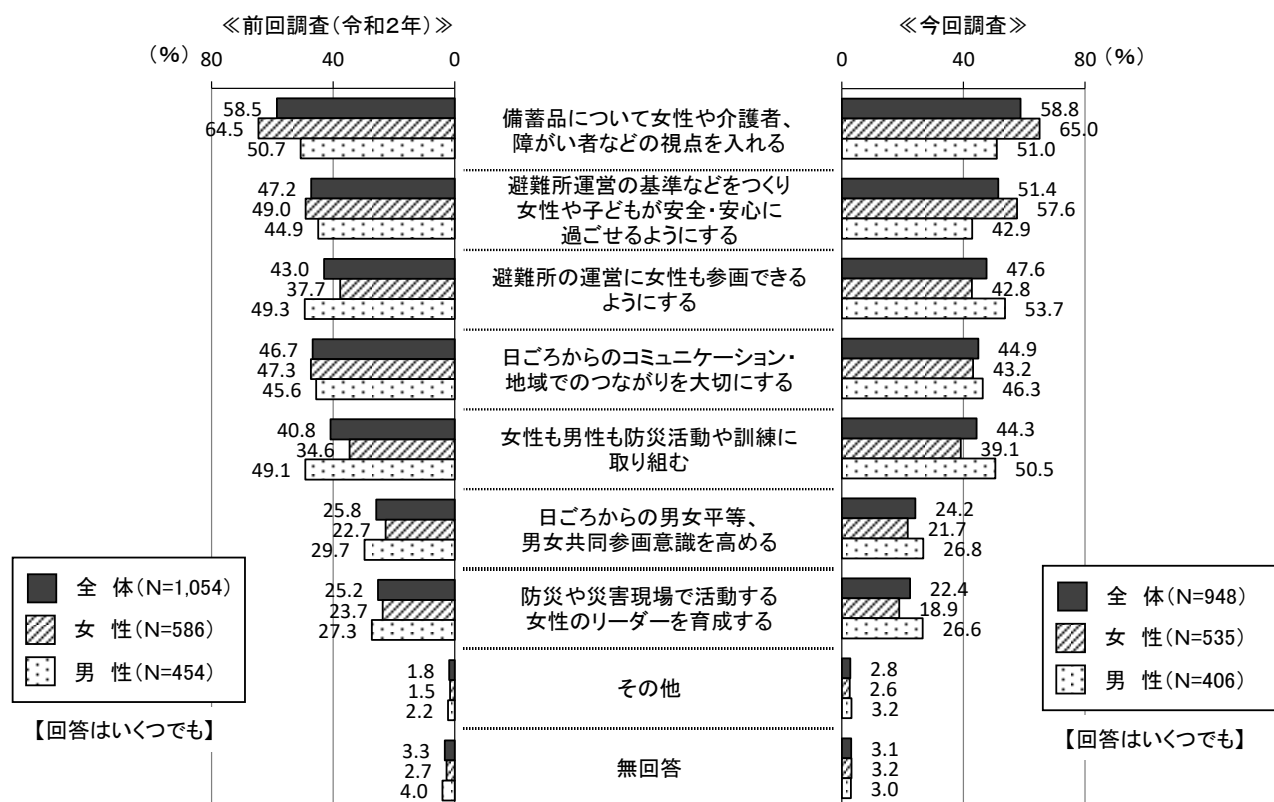 ≪前回調査(令和2年)≫
(%)
80
40
0
≪今回調査≫
0
40
80
(%)
58.5
64.5
50.7
備蓄品について女性や介護者、
障がい者などの視点を入れる
58.8
65.0
51.0
47.2
49.0
44.9
避難所運営の基準などをつくり
女性や子どもが安全・安心に
過ごせるようにする
51.4
57.6
42.9
43.0
37.7
49.3
避難所の運営に女性も参画できる
ようにする
47.6
42.8
53.7
46.7
47.3
45.6
日ごろからのコミュニケーション・
地域でのつながりを大切にする
44.9
43.2
46.3
40.8
34.6
49.1
女性も男性も防災活動や訓練に
取り組む
44.3
39.1
50.5
25.8
22.7
29.7
日ごろからの男女平等、
男女共同参画意識を高める
24.2
21.7
26.8
25.2
23.7
27.3
防災や災害現場で活動する
女性のリーダーを育成する
22.4
18.9
26.6
1.8
1.5
2.2
その他
2.8
2.6
3.2
3.3
2.7
4.0
無回答
3.1
3.2
3.0
全 体(N=1,054)
女 性(N=586)
男 性(N=454)
【回答はいくつでも】
全 体(N=948)
女 性(N=535)
男 性(N=406)
【回答はいくつでも】